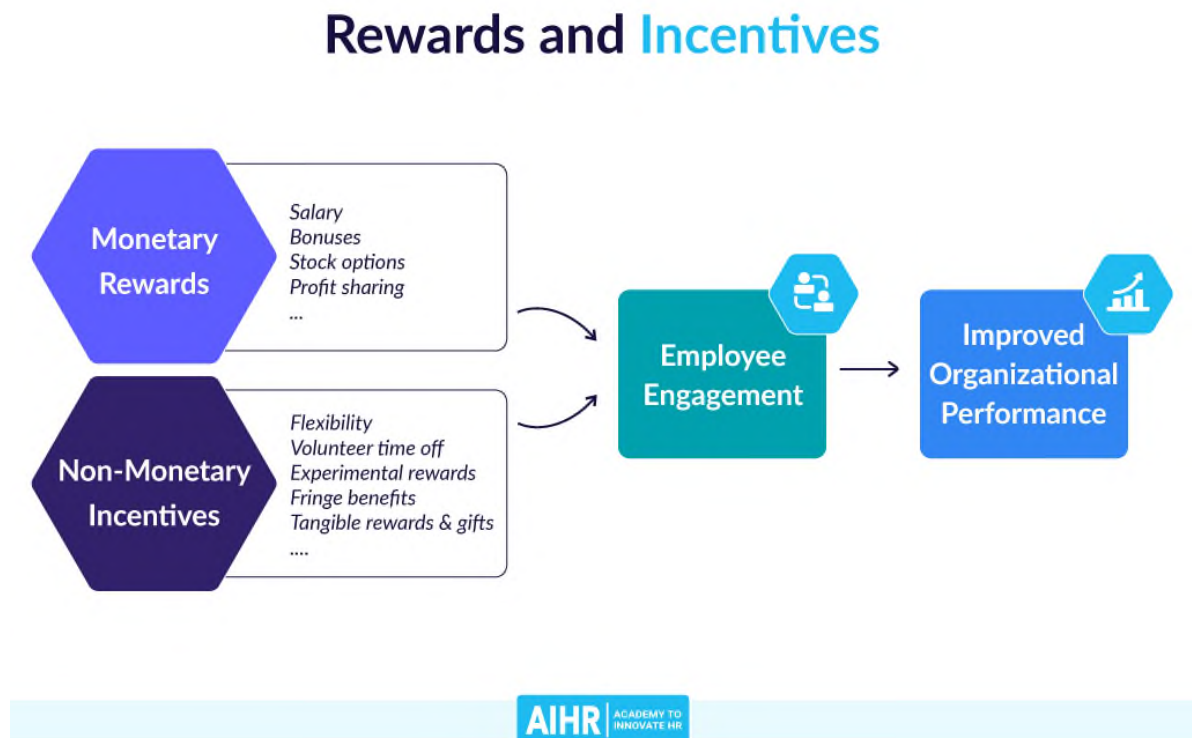 Rewards and Incentives
Monetary
Rewards
Salary
Bonuses
Stock options
Profit sharing
...
Non-Monetary
Incentives
Flexibility
Volunteer time off
Experimental rewards
Fringe benefits
Tangible rewards & gifts
....
Employee
Engagement
Improved
Organizational
Performance
AIHR
ACADEMY TO
INNOVATE HR